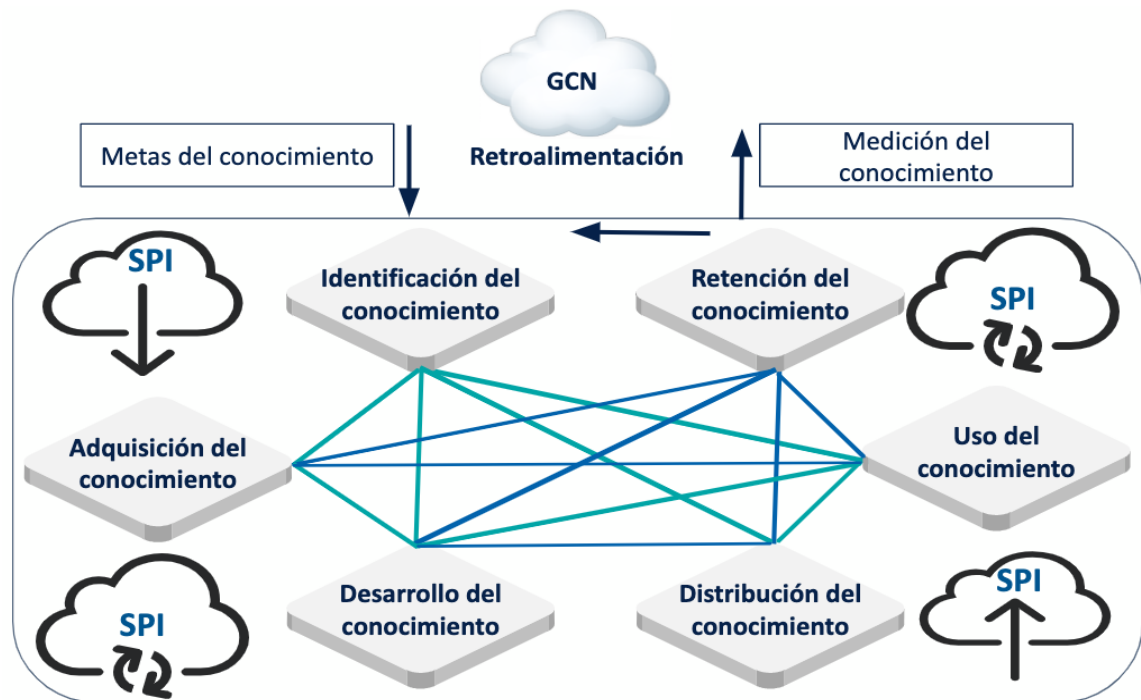 GCN
Metas del conocimiento
Retroalimentación
Medición del
conocimiento
SPI
Identificación del
conocimiento
Retención del
conocimiento
SPI
Adquisición del
conocimiento
Uso del
conocimiento
SPI
Desarrollo del
conocimiento
Distribución del
conocimiento
SPI